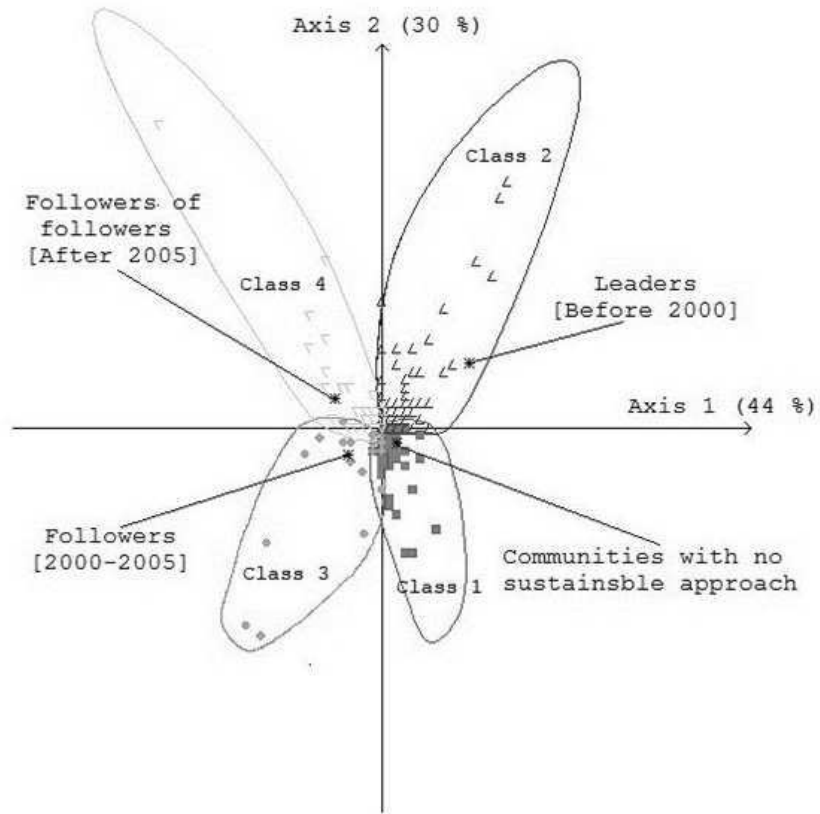 Axis 2 (30 %)
Class 2
Followers of
followers
[After 2005]
Class 4
Leaders
[Before 2000]
Axis 1 (44 %)
Followers
[2000-2005]
Class 3
Class 1
Communities with no
sustainsble approach